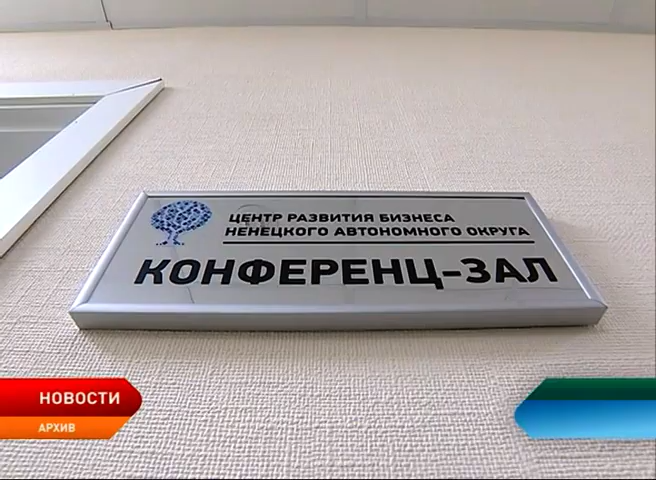 ЦЕНТР РАЗВИТИЯ БИЗНЕСА
НЕНЕЦКОГО АВТОНОМНОГО ОКРУГА
КОНФЕРЕНЦ-ЗАЛ
НОВОСТИ
АРХИВ